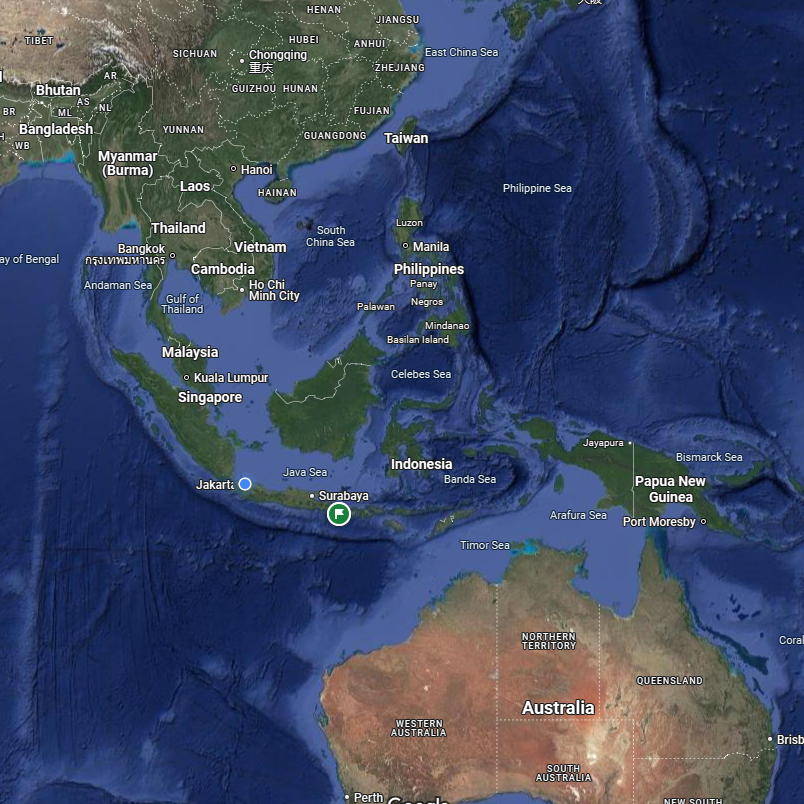 HENAN
JIANGSU
TIBET
HUBEI
ANHUI
SICHUAN
Chongqing
重庆
East China Sea
ZHEJIANG
AR
Bhutan
GUIZHOU
HUNAN
AS
NL
BR
ML
FUJIAN
Bangladesh
YUNNAN
GUANGDONG
Taiwan
WB
Myanmar
(Burma)
Hanoi
Laos
HAINAN
Philippine Sea
Luzon
Thailand
South
China Sea
Vietnam
Manila
Bangkok
กรุงเทพมหานคร
ay of Bengal
Cambodia
Philippines
Andaman Sea
Ho Chi
Minh City
Panay
Gulf of
Thailand
Palawan
Negros
Mindanao
Basilan Island
Malaysia
Kuala Lumpur
Celebes Sea
Singapore
Jayapura
Bismarck Sea
Indonesia
Java Sea
Banda Sea
Papua New
Guinea
Jakarta
Surabaya
Arafura Sea
Port Moresby
Timor Sea
Coral
NORTHERN
TERRITORY
QUEENSLAND
Australia
WESTERN
AUSTRALIA
Brisb
SOUTH
AUSTRALIA
Perth
Google
NEW SOUTH